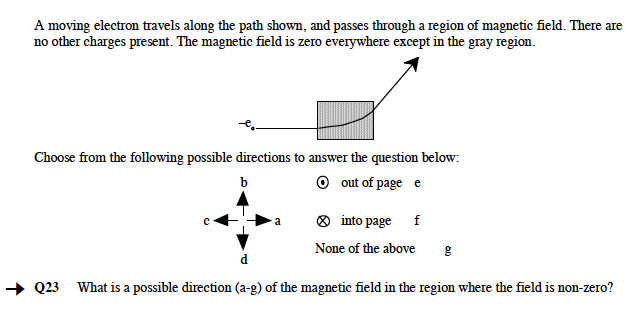 A moving electron travels along the path shown, and passes through a region of magnetic field. There are
no other charges present. The magnetic field is zero everywhere except in the gray region.
-e
Choose from the following possible directions to answer the question below:
b
out of page e
c
a
into page f
None of the above g
d
Q23 What is a possible direction (a-g) of the magnetic field in the region where the field is non-zero?